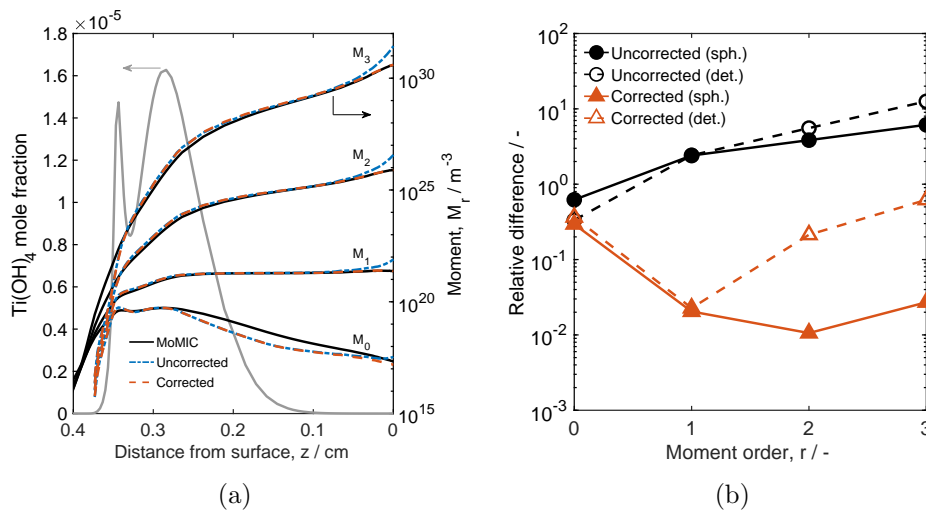 ×10⁻⁵
1.8
1.6
1.4
1.2
1
0.8
0.6
0.4
0.2
0
Ti(OH)₄ mole fraction
0.4
0.3
0.2
0.1
0
Distance from surface, z / cm
10³⁰
10²⁵
10²⁰
10¹⁵
Moment, Mᵣ / m⁻³
M₃
M₂
M₁
M₀
MoMIC
Uncorrected
Corrected
(a)
10²
10¹
10⁰
10⁻¹
10⁻²
10⁻³
Relative difference / -
Uncorrected (sph.)
Uncorrected (det.)
Corrected (sph.)
Corrected (det.)
0
1
2
3
Moment order, r / -
(b)